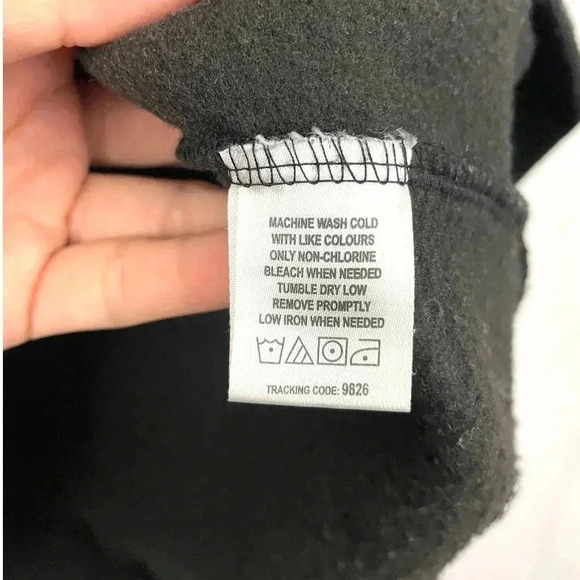 MACHINE WASH COLD
WITH LIKE COLOURS
ONLY NON-CHLORINE
BLEACH WHEN NEEDED
TUMBLE DRY LOW
REMOVE PROMPTLY
LOW IRON WHEN NEEDED
TRACKING CODE: 9826